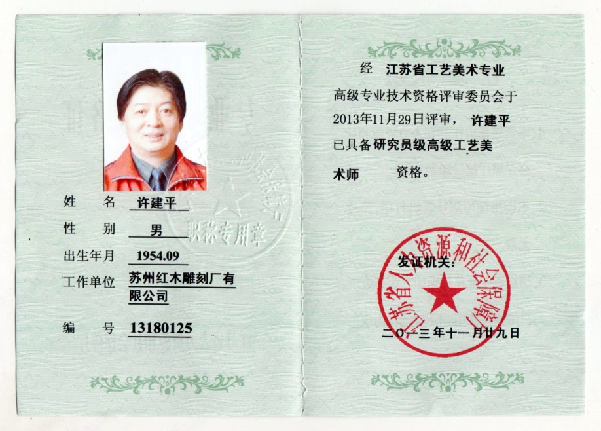 姓 名 许建平
性 别 男
出生年月 1954.09
工作单位 苏州红木雕刻厂有
限公司
编 号 13180125
职称专用章
经 江苏省工艺美术专业
高级专业技术资格评审委员会于
2013年11月29日评审，许建平
已具备研究员级高级工艺美
术师 资格。
发证机关：
江苏省人力资源和社会保障厅
二〇一三年十一月廿九日